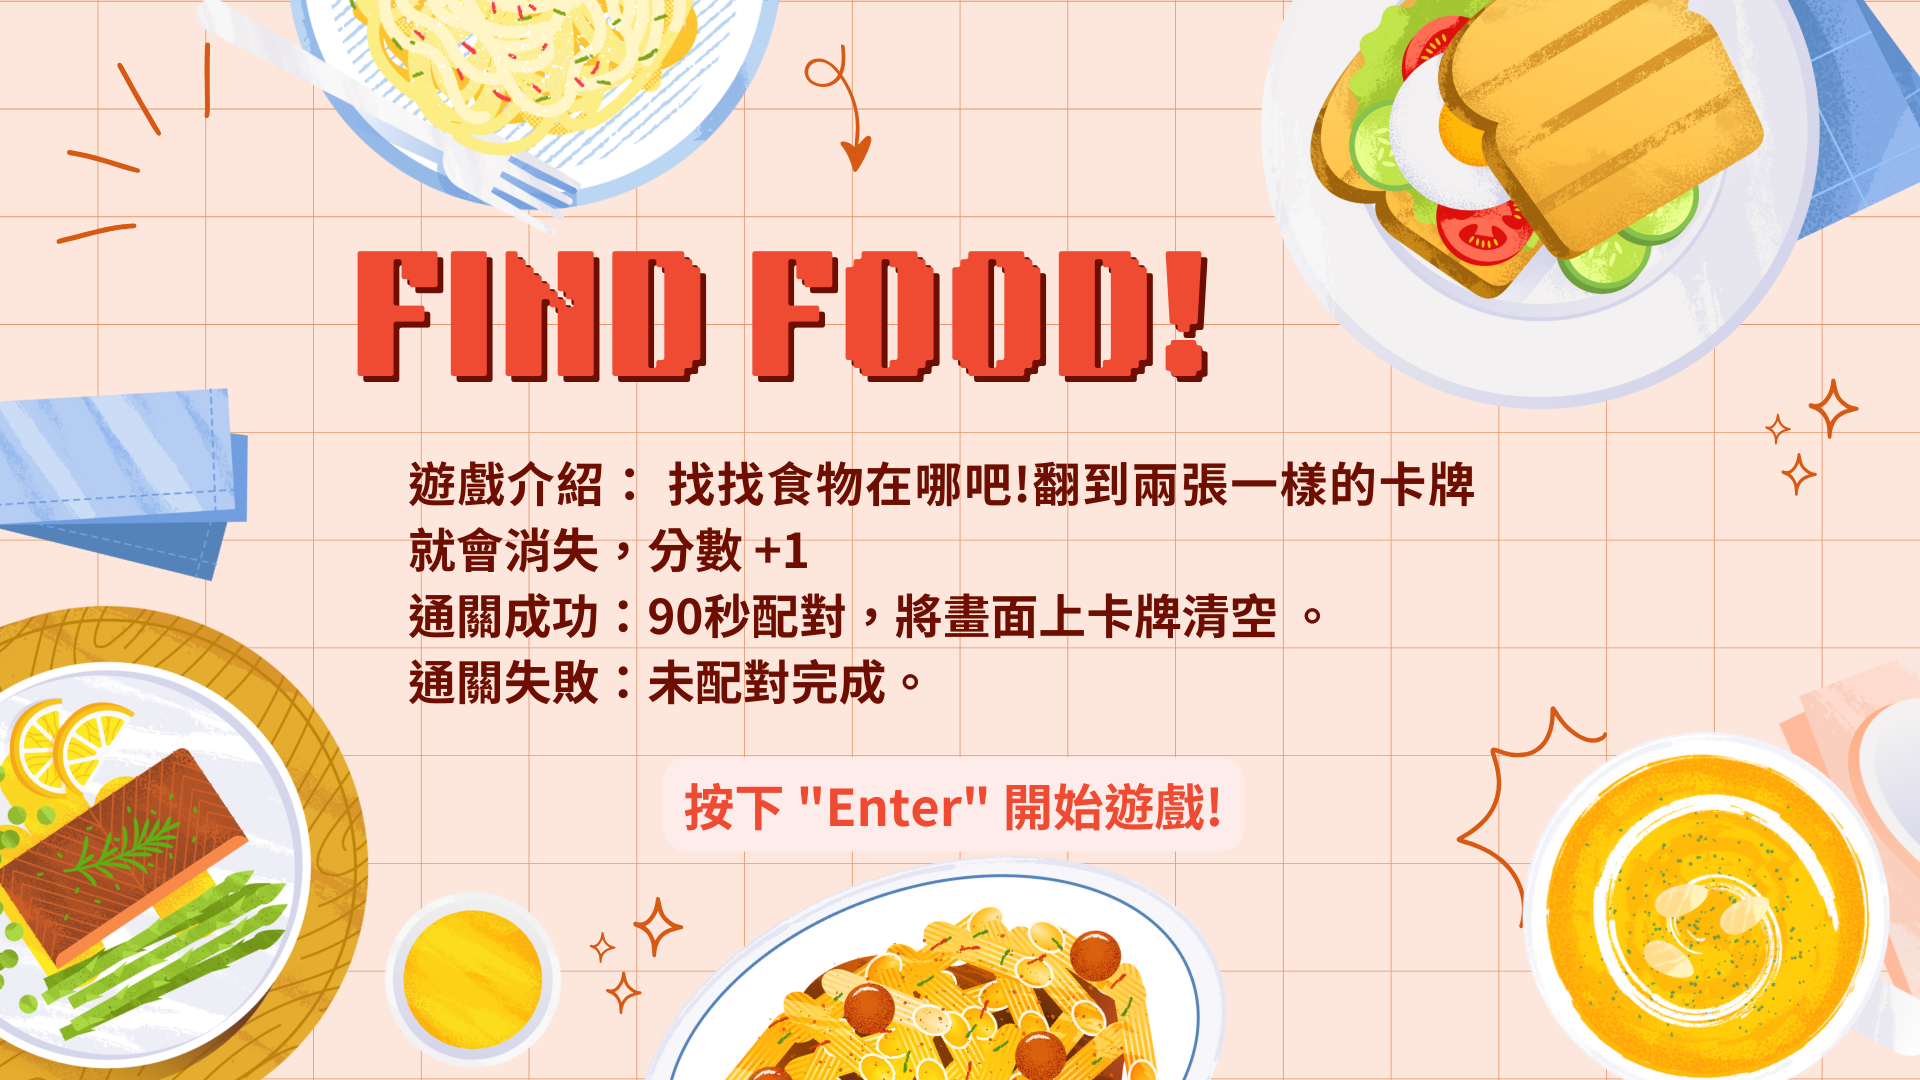 FIND FOOD!
遊戲介紹： 找找食物在哪吧!翻到兩張一樣的卡牌
就會消失，分數 +1
通關成功：90秒配對，將畫面上卡牌清空 。
通關失敗：未配對完成。
按下 "Enter" 開始遊戲!